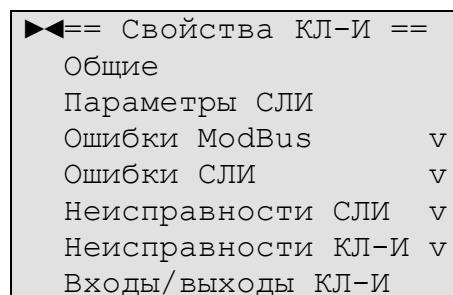 ►◄== Свойства КЛ-И ==
Общие
Параметры СЛИ
Ошибки ModBus v
Ошибки СЛИ v
Неисправности СЛИ v
Неисправности КЛ-И v
Входы/выходы КЛ-И